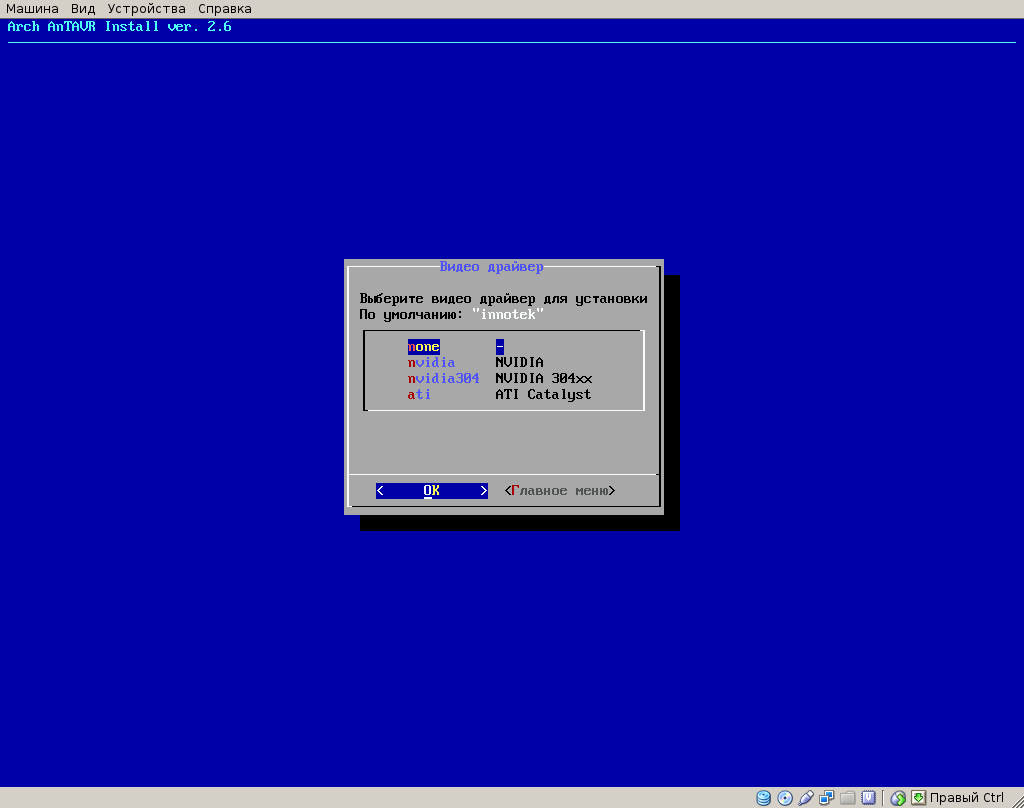 Машина Вид Устройства Справка
Arch AnTAVR Install ver. 2.6
Видео драйвер
Выберите видео драйвер для установки
По умолчанию: "innotek"
none -
nvidia NVIDIA
nvidia304 NVIDIA 304xx
ati ATI Catalyst
< OK > <Главное меню>
Правый Ctrl